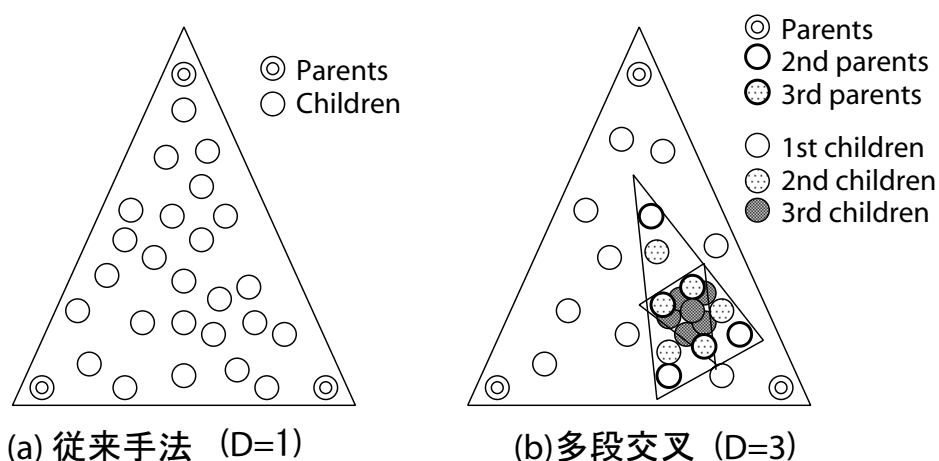 Parents
Children
(a) 従来手法 (D=1)
Parents
2nd parents
3rd parents
1st children
2nd children
3rd children
(b)多段交叉 (D=3)